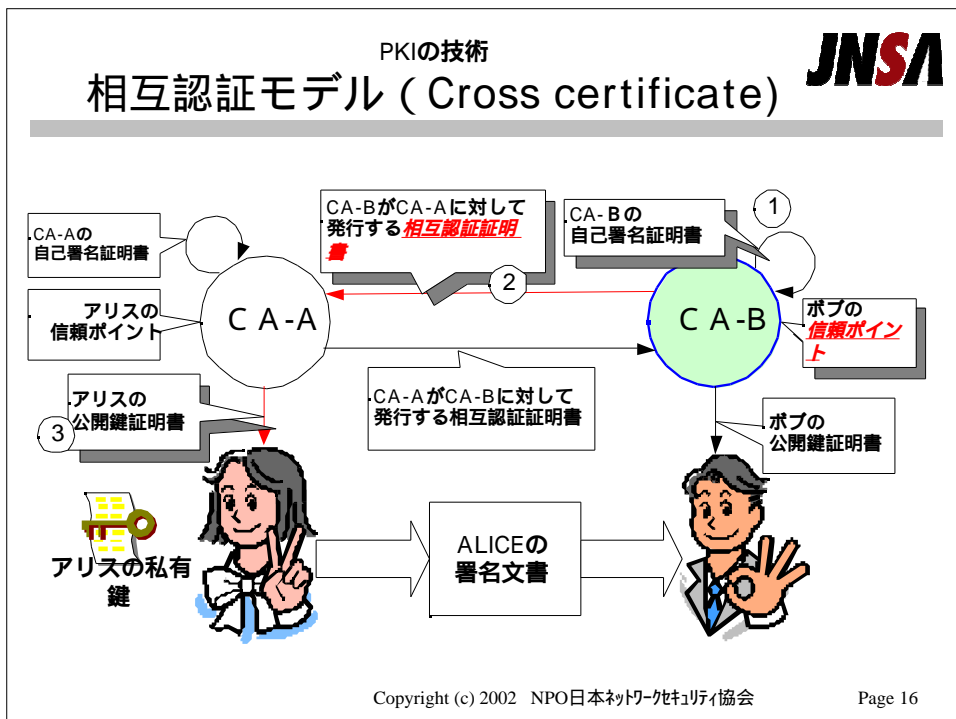 PKIの技術
JNSA
相互認証モデル ( Cross certificate)
CA-Aの
自己署名証明書
CA-BがCA-Aに対して
発行する相互認証証明
書
CA-Bの
自己署名証明書
1
2
アリスの
信頼ポイント
CA-A
CA-B
ボブの
信頼ポイン
ト
アリスの
公開鍵証明書
3
CA-AがCA-Bに対して
発行する相互認証証明書
ボブの
公開鍵証明書
アリスの私有
鍵
ALICEの
署名文書
Copyright (c) 2002 NPO日本ネットワークセキュリティ協会
Page 16